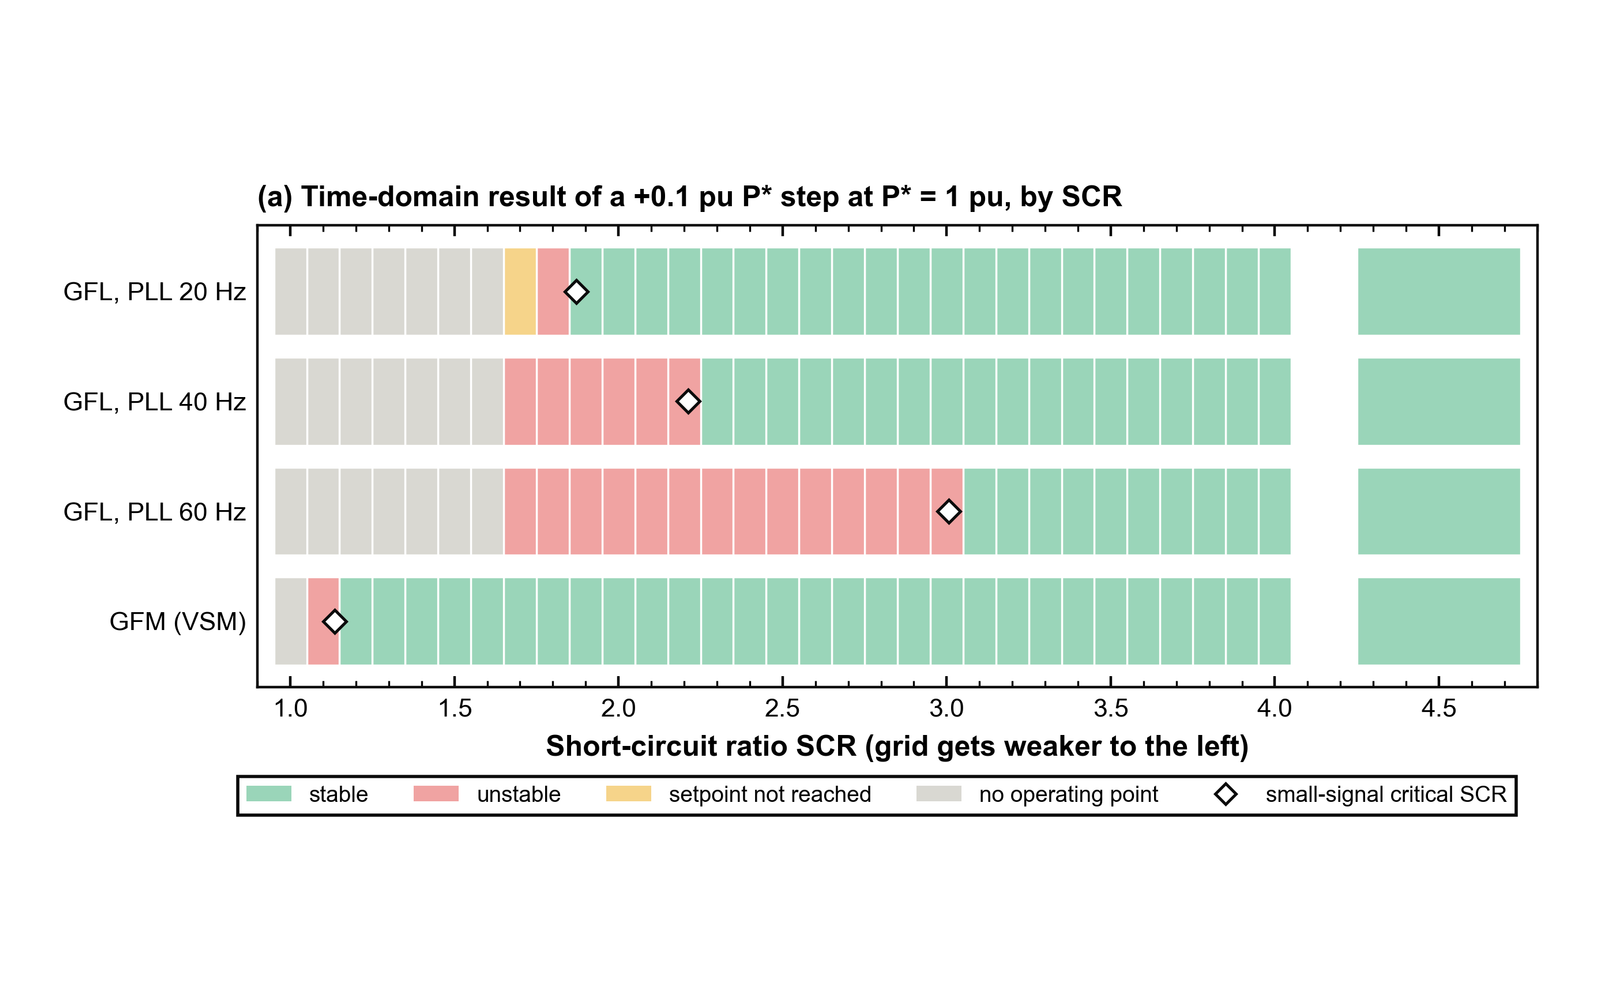 (a) Time-domain result of a +0.1 pu P* step at P* = 1 pu, by SCR
GFL, PLL 20 Hz
GFL, PLL 40 Hz
GFL, PLL 60 Hz
GFM (VSM)
1.0 1.5 2.0 2.5 3.0 3.5 4.0 4.5
Short-circuit ratio SCR (grid gets weaker to the left)
stable unstable setpoint not reached no operating point small-signal critical SCR